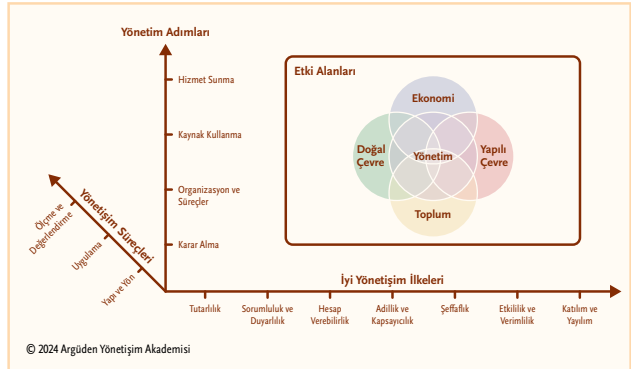 Yönetim Adımları
Hizmet Sunma
Kaynak Kullanma
Organizasyon ve
Süreçler
Karar Alma
Etki Alanları
Ekonomi
Doğal
Çevre
Yönetim
Yapılı
Çevre
Toplum
Yönetişim Süreçleri
Ölçme ve
Değerlendirme
Uygulama
Yapı ve Yön
İyi Yönetişim İlkeleri
Tutarlılık
Sorumluluk ve
Duyarlılık
Hesap
Verebilirlik
Adillik ve
Kapsayıcılık
Şeffaflık
Etkililik ve
Verimlilik
Katılım ve
Yayılım
© 2024 Argüden Yönetişim Akademisi